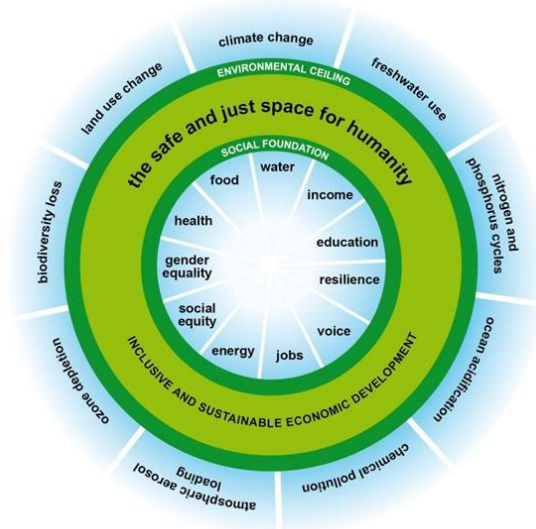 climate change
freshwater use
nitrogen and
phosphorus cycles
ocean acidification
chemical pollution
atmospheric aerosol
loading
ozone depletion
biodiversity loss
land use change
ENVIRONMENTAL CEILING
the safe and just space for humanity
SOCIAL FOUNDATION
water
income
education
resilience
voice
jobs
energy
social
equity
gender
equality
health
food
INCLUSIVE AND SUSTAINABLE ECONOMIC DEVELOPMENT